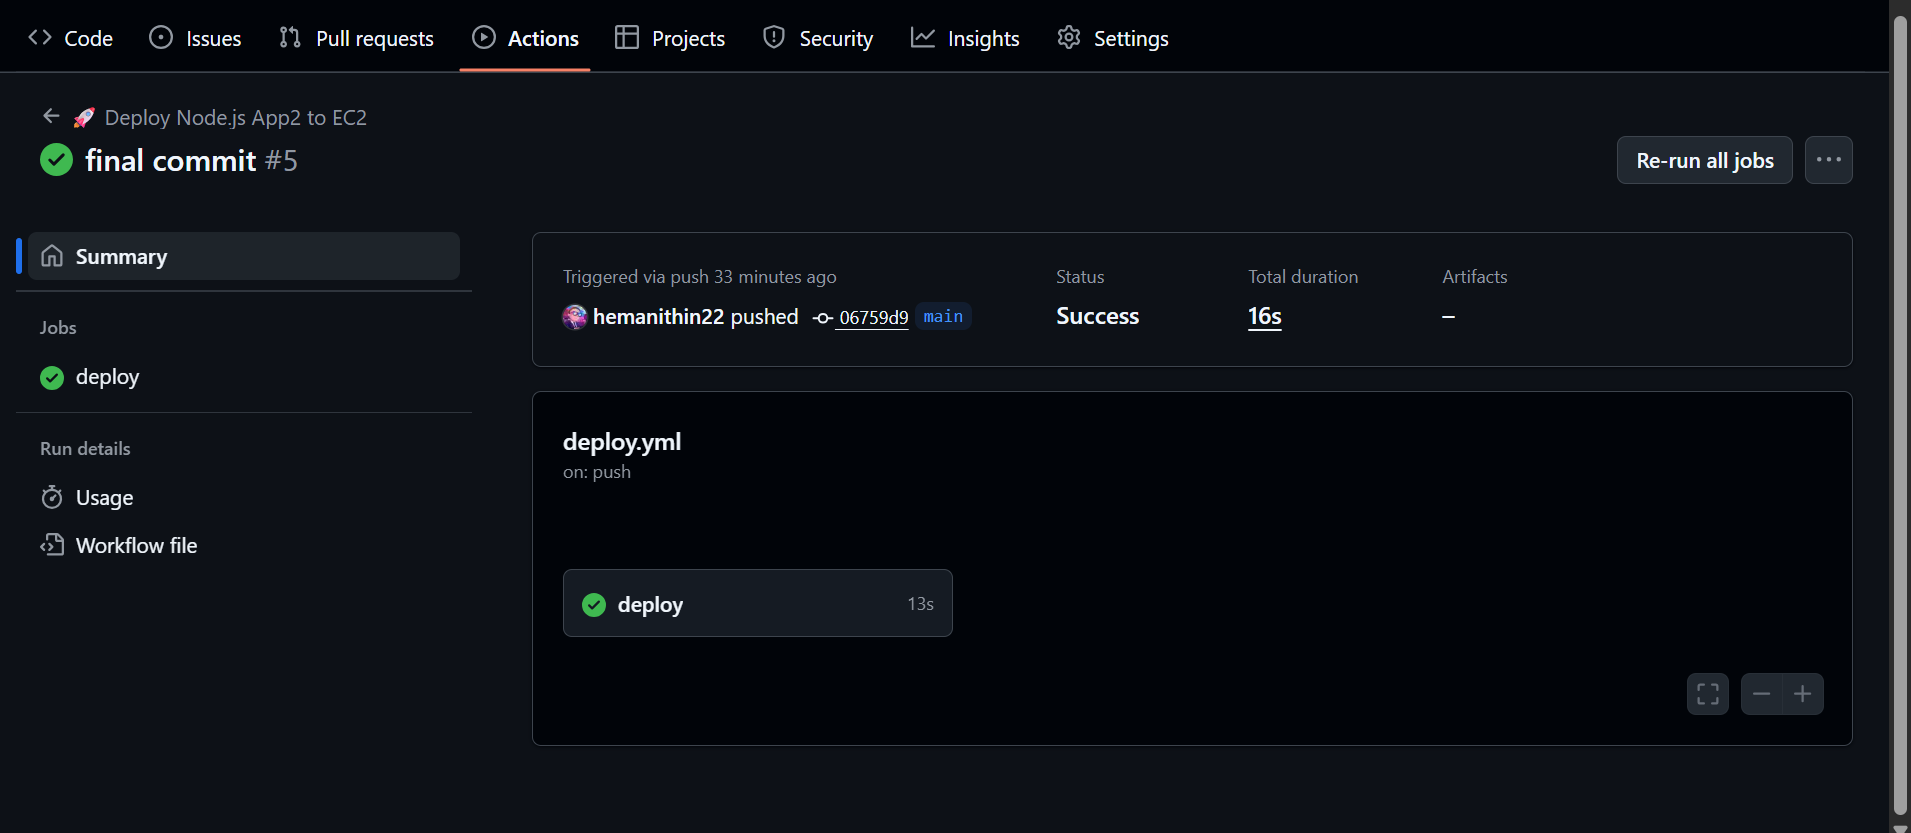 Code Issues Pull requests Actions Projects Security Insights Settings
🚀 Deploy Node.js App2 to EC2
final commit #5
Re-run all jobs
Summary
Jobs
deploy
Run details
Usage
Workflow file
Triggered via push 33 minutes ago
hemanithin22 pushed 06759d9 main
Status
Success
Total duration
16s
Artifacts
–
deploy.yml
on: push
deploy 13s